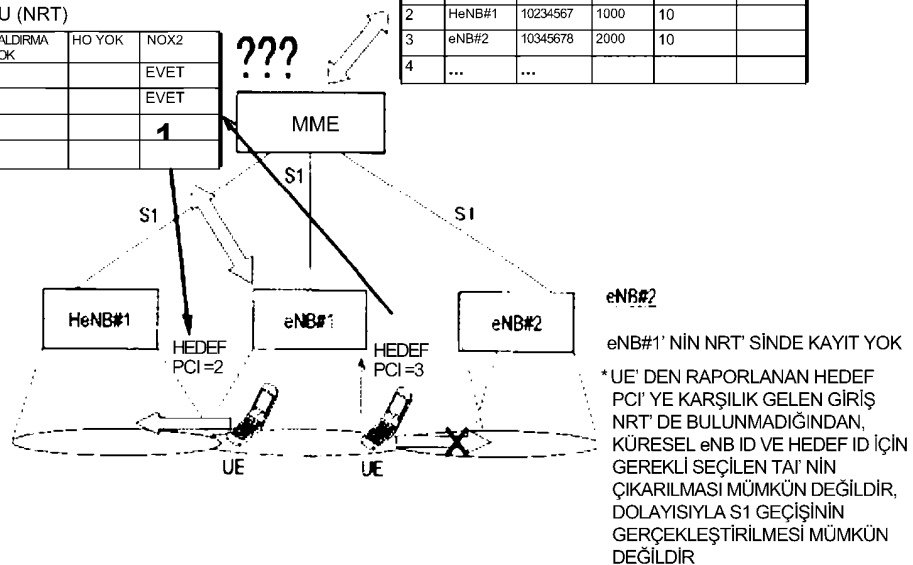 U (NRT)
ALDIRMA OK HO YOK NOX2
EVET
EVET
1
???
2 HeNB#1 10234567 1000 10
3 eNB#2 10345678 2000 10
4 ... ...
MME
S1
S1
S1
HeNB#1
eNB#1
eNB#2
HEDEF
PCI =2
HEDEF
PCI =3
UE
UE
eNB#2
eNB#1' NİN NRT' SİNDE KAYIT YOK
*UE' DEN RAPORLANAN HEDEF
PCI' YE KARŞILIK GELEN GİRİŞ
NRT' DE BULUNMADIĞINDAN,
KÜRESEL eNB ID VE HEDEF ID İÇİN
GEREKLİ SEÇİLEN TAI' NİN
ÇIKARILMASI MÜMKÜN DEĞİLDİR,
DOLAYISIYLA S1 GEÇİŞİNİN
GERÇEKLEŞTİRİLMESİ MÜMKÜN
DEĞİLDİR